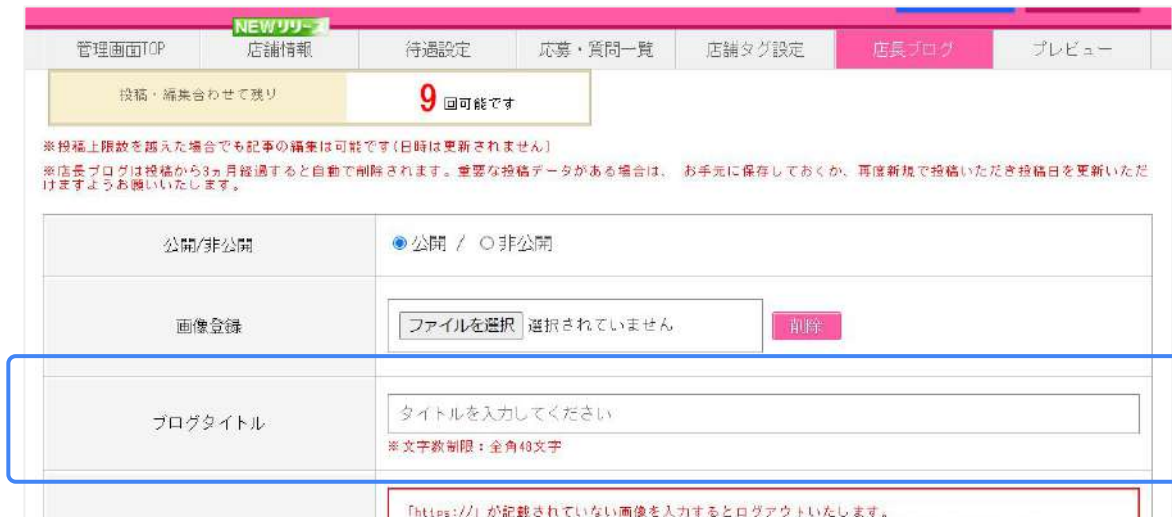 NEWリリース
管理画面TOP 店舗情報 待遇設定 応募・質問一覧 店舗タグ設定 店長ブログ プレビュー
投稿・編集合わせて残り 9 回可能です
※投稿上限数を越えた場合でも記事の編集は可能です(日時は更新されません)
※店長ブログは投稿から3ヵ月経過すると自動で削除されます。重要な投稿データがある場合は、 お手元に保存しておくか、再度新規で投稿いただき投稿日を更新いただ
けますようお願いいたします。
公開/非公開 公開 / 非公開
画像登録 ファイルを選択 選択されていません 削除
ブログタイトル タイトルを入力してください
※文字数制限：全角48文字
「https://」が記載されていない画像を入力するとログアウトいたします。